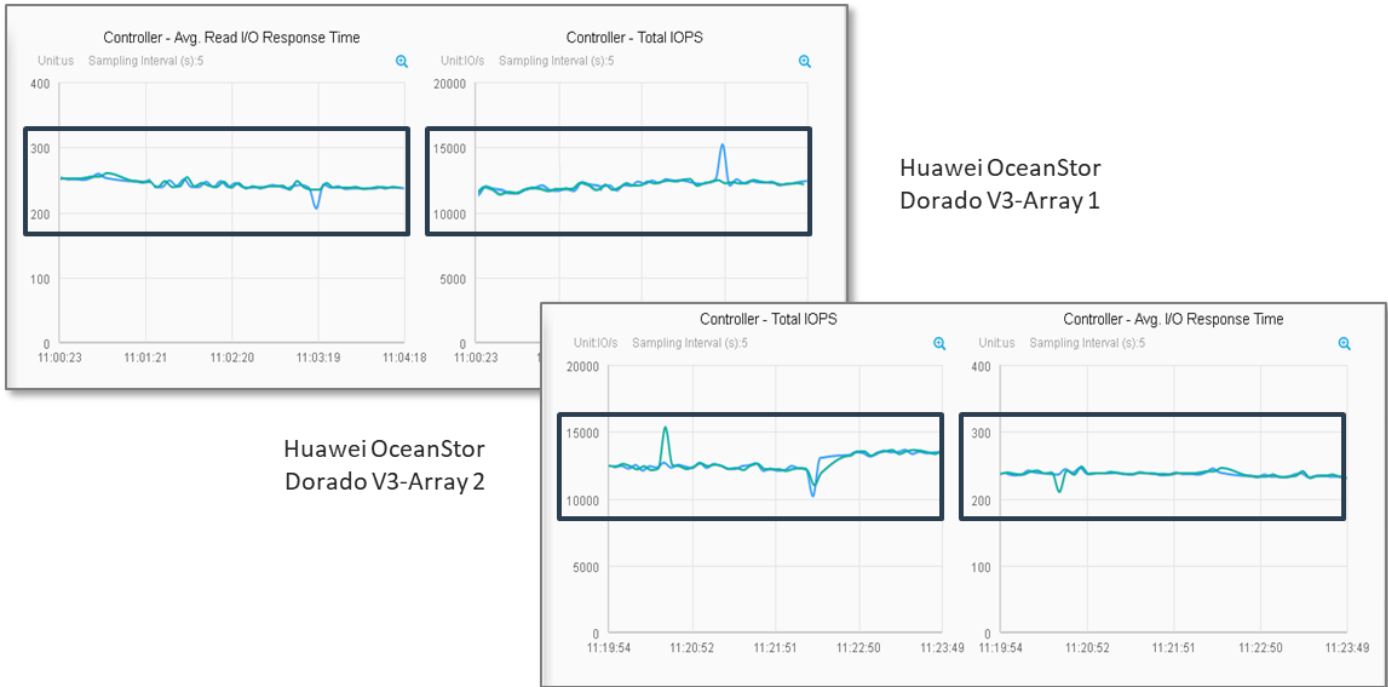 Controller - Avg. Read I/O Response Time
Unit:us Sampling Interval (s):5
400
300
200
100
0
11:00:23 11:01:21 11:02:20 11:03:19 11:04:18
Controller - Total IOPS
Unit:IO/s Sampling Interval (s):5
20000
15000
10000
5000
0
11:00:23
Huawei OceanStor
Dorado V3-Array 1
Huawei OceanStor
Dorado V3-Array 2
Controller - Total IOPS
Unit:IO/s Sampling Interval (s):5
20000
15000
10000
5000
0
11:19:54 11:20:52 11:21:51 11:22:50 11:23:49
Controller - Avg. I/O Response Time
Unit:us Sampling Interval (s):5
400
300
200
100
0
11:19:54 11:20:52 11:21:51 11:22:50 11:23:49